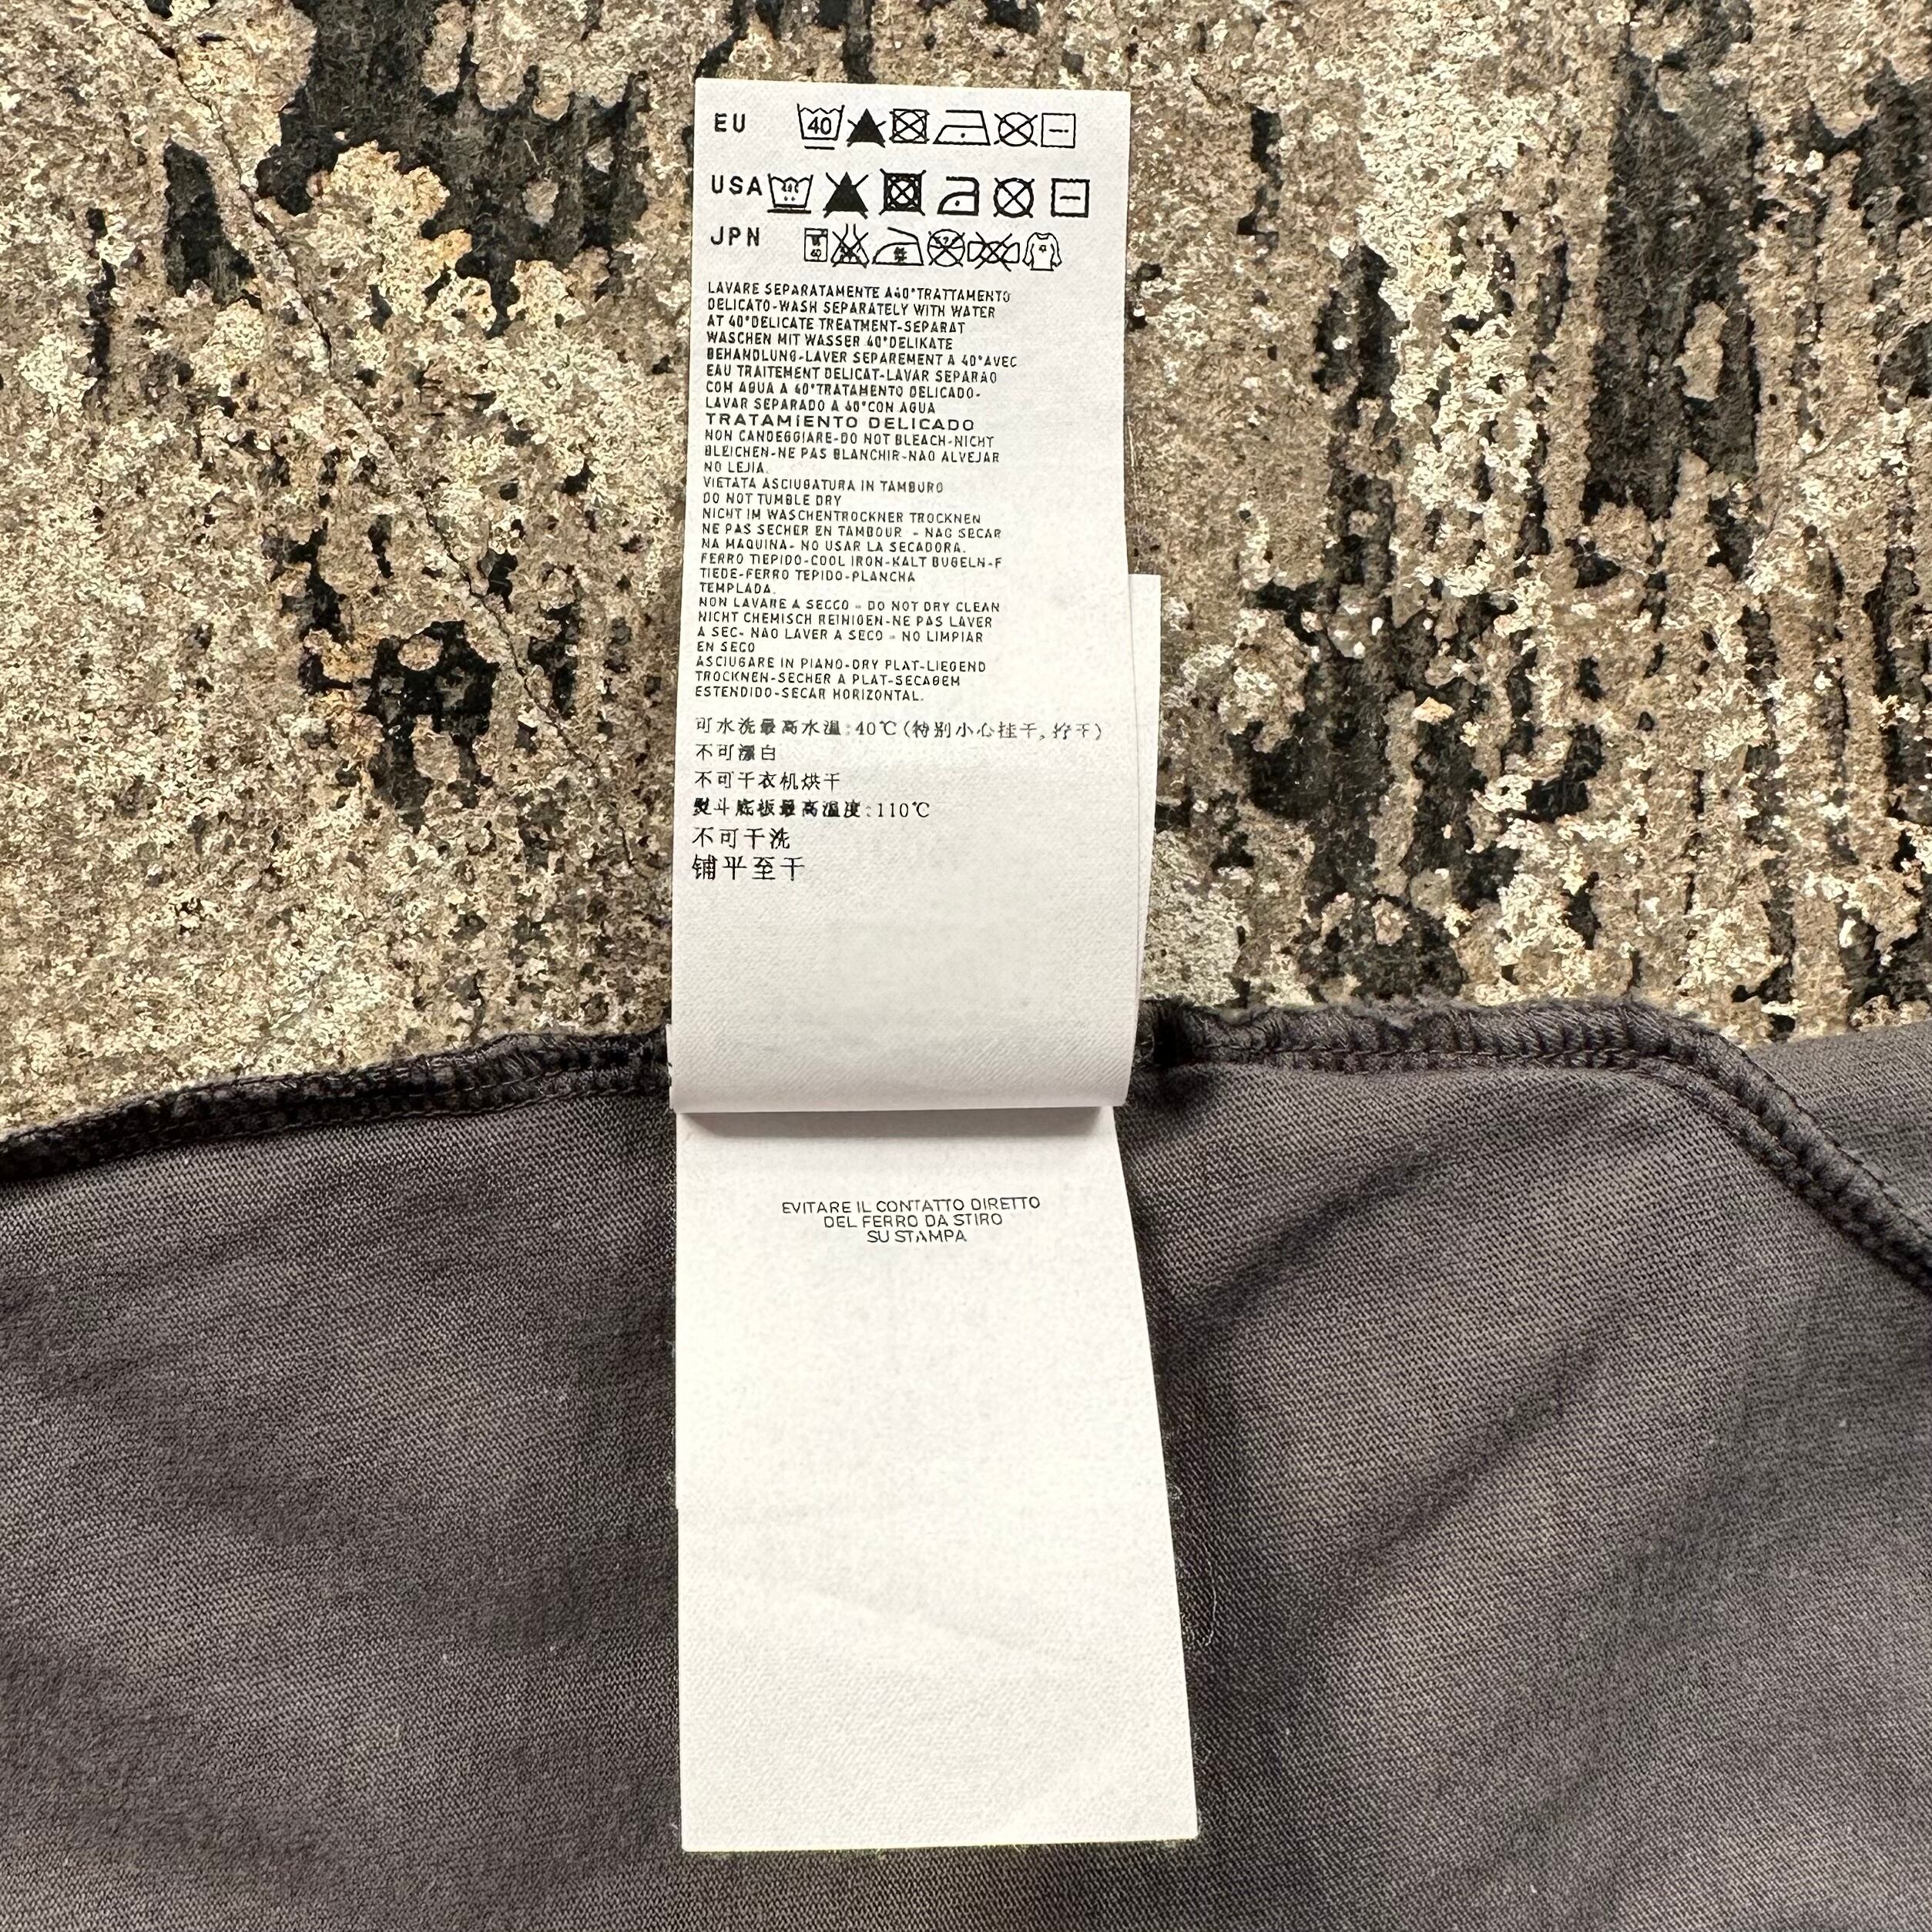 EU 40
USA
JPN
LAVARE SEPARATAMENTE A40°TRATTAMENTO
DELICATO-WASH SEPARATELY WITH WATER
AT 40°DELICATE TREATMENT-SEPARAT
WASCHEN MIT WASSER 40°DELIKATE
BEHANDLUNG-LAVER SEPAREMENT A 40°AVEC
EAU TRAITEMENT DELICAT-LAVAR SEPARAO
COM AGUA A 40°TRATAMENTO DELICADO-
LAVAR SEPARADO A 40°CON AGUA
TRATAMIENTO DELICADO
NON CANDEGGIARE-DO NOT BLEACH-NICHT
BLEICHEN-NE PAS BLANCHIR-NAO ALVEJAR
NO LEJIA.
VIETATA ASCIUGATURA IN TAMBURO
DO NOT TUMBLE DRY
NICHT IM WASCHENTROCKNER TROCKNEN
NE PAS SECHER EN TAMBOUR - NAO SECAR
NA MAQUINA- NO USAR LA SECADORA.
FERRO TIEPIDO-COOL IRON-KALT BUGELN-F
TIEDE-FERRO TEPIDO-PLANCHA
TEMPLADA.
NON LAVARE A SECCO - DO NOT DRY CLEAN
NICHT CHEMISCH REINIGEN-NE PAS LAVER
A SEC- NAO LAVER A SECO - NO LIMPIAR
EN SECO
ASCIUGARE IN PIANO-DRY PLAT-LIEGEND
TROCKNEN-SECHER A PLAT-SECAGEM
ESTENDIDO-SECAR HORIZONTAL.
可水洗最高水温:40℃(特别小心挂干,拧干)
不可漂白
不可干衣机烘干
熨斗底板最高温度:110℃
不可干洗
铺平至干
EVITARE IL CONTATTO DIRETTO
DEL FERRO DA STIRO
SU STAMPA